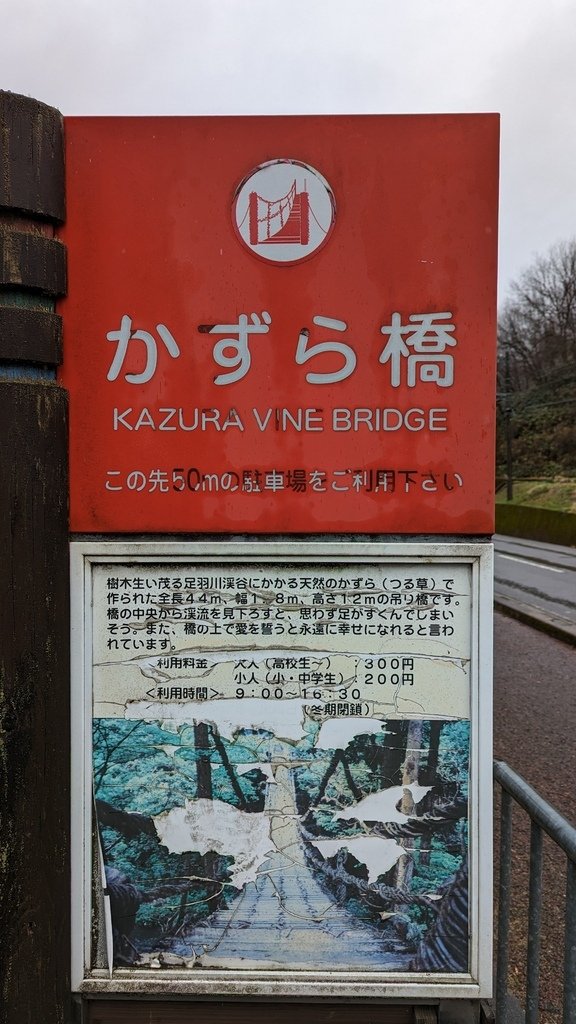 かずら橋
KAZURA VINE BRIDGE
この先50mの駐車場をご利用下さい
樹木生い茂る足羽川渓谷にかかる天然のかずら（つる草）で
作られた全長44m、幅1.8m、高さ12mの吊り橋です。
橋の中央から渓流を見下ろすと、思わず足がすくんでしまい
そう。また、橋の上で愛を誓うと永遠に幸せになれると言わ
れています。
利用料金＞ 大人（高校生～）：300円
小人（小・中学生）：200円
＜利用時間＞ 9：00～16：30
（冬期閉鎖）